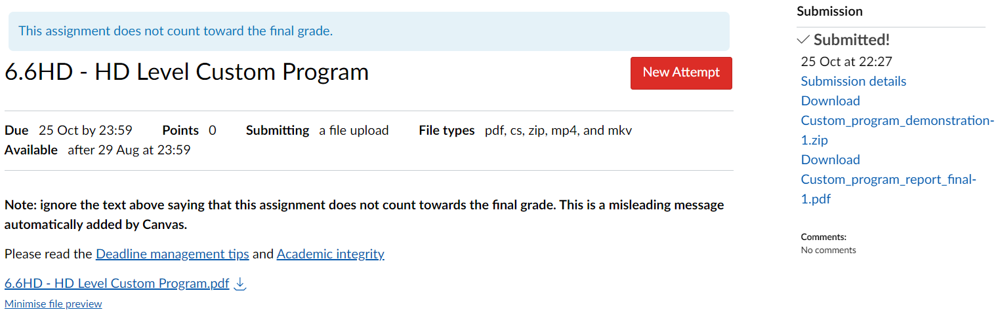 This assignment does not count toward the final grade.
6.6HD - HD Level Custom Program
New Attempt
Due 25 Oct by 23:59 Points 0 Submitting a file upload File types pdf, cs, zip, mp4, and mkv
Available after 29 Aug at 23:59
Note: ignore the text above saying that this assignment does not count towards the final grade. This is a misleading message
automatically added by Canvas.
Please read the Deadline management tips and Academic integrity
6.6HD - HD Level Custom Program.pdf
Minimise file preview
Submission
Submitted!
25 Oct at 22:27
Submission details
Download
Custom_program_demonstration-
1.zip
Download
Custom_program_report_final-
1.pdf
Comments:
No comments